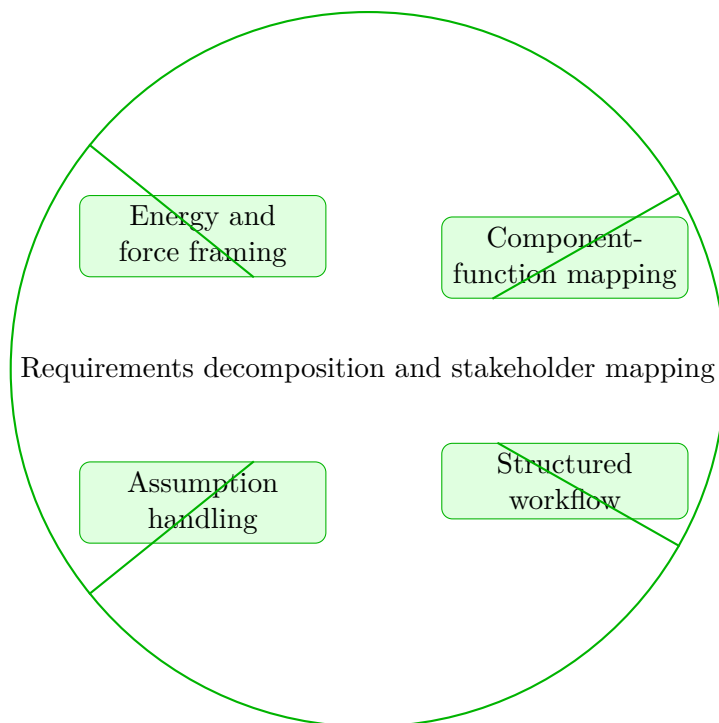 Energy and
force framing
Component-
function mapping
Requirements decomposition and stakeholder mapping
Assumption
handling
Structured
workflow